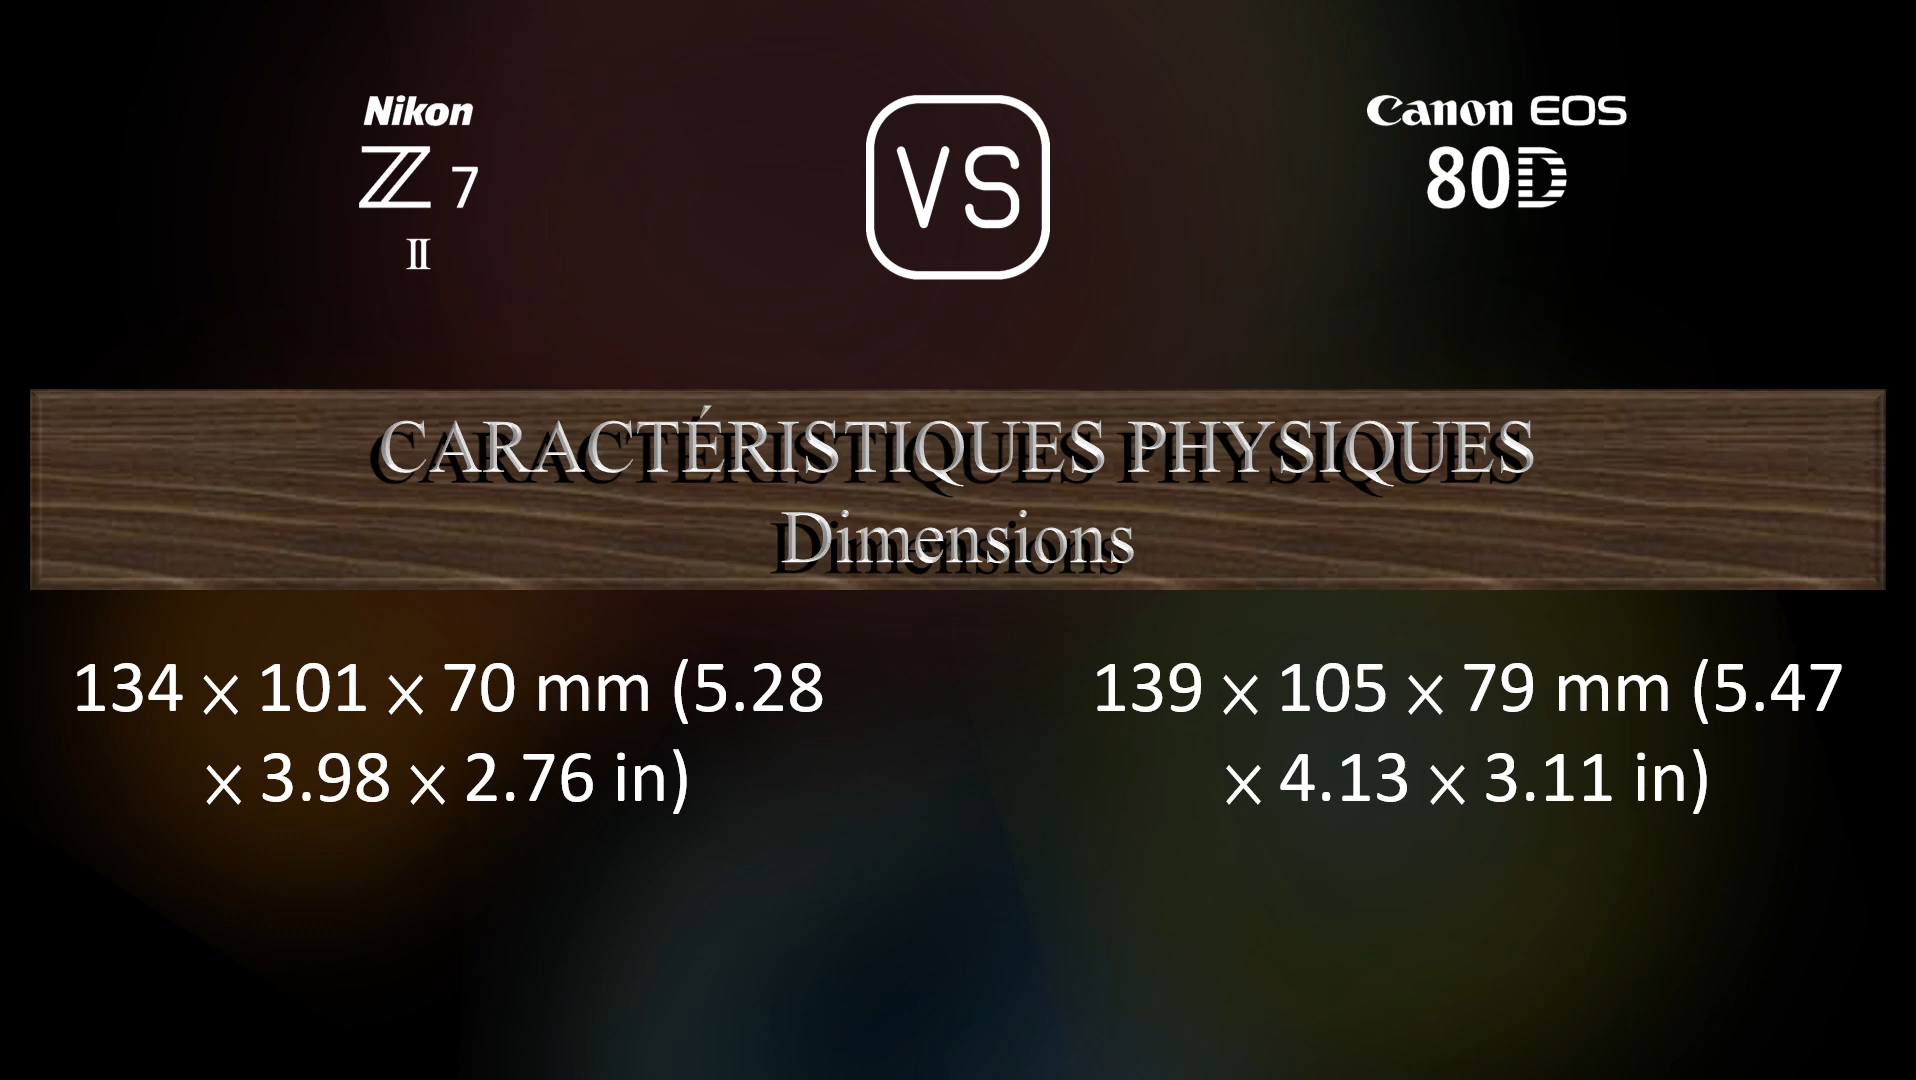 Nikon
Z 7
II
VS
Canon EOS
80D
CARACTÉRISTIQUES PHYSIQUES
Dimensions
134 x 101 x 70 mm (5.28
x 3.98 x 2.76 in)
139 x 105 x 79 mm (5.47
x 4.13 x 3.11 in)